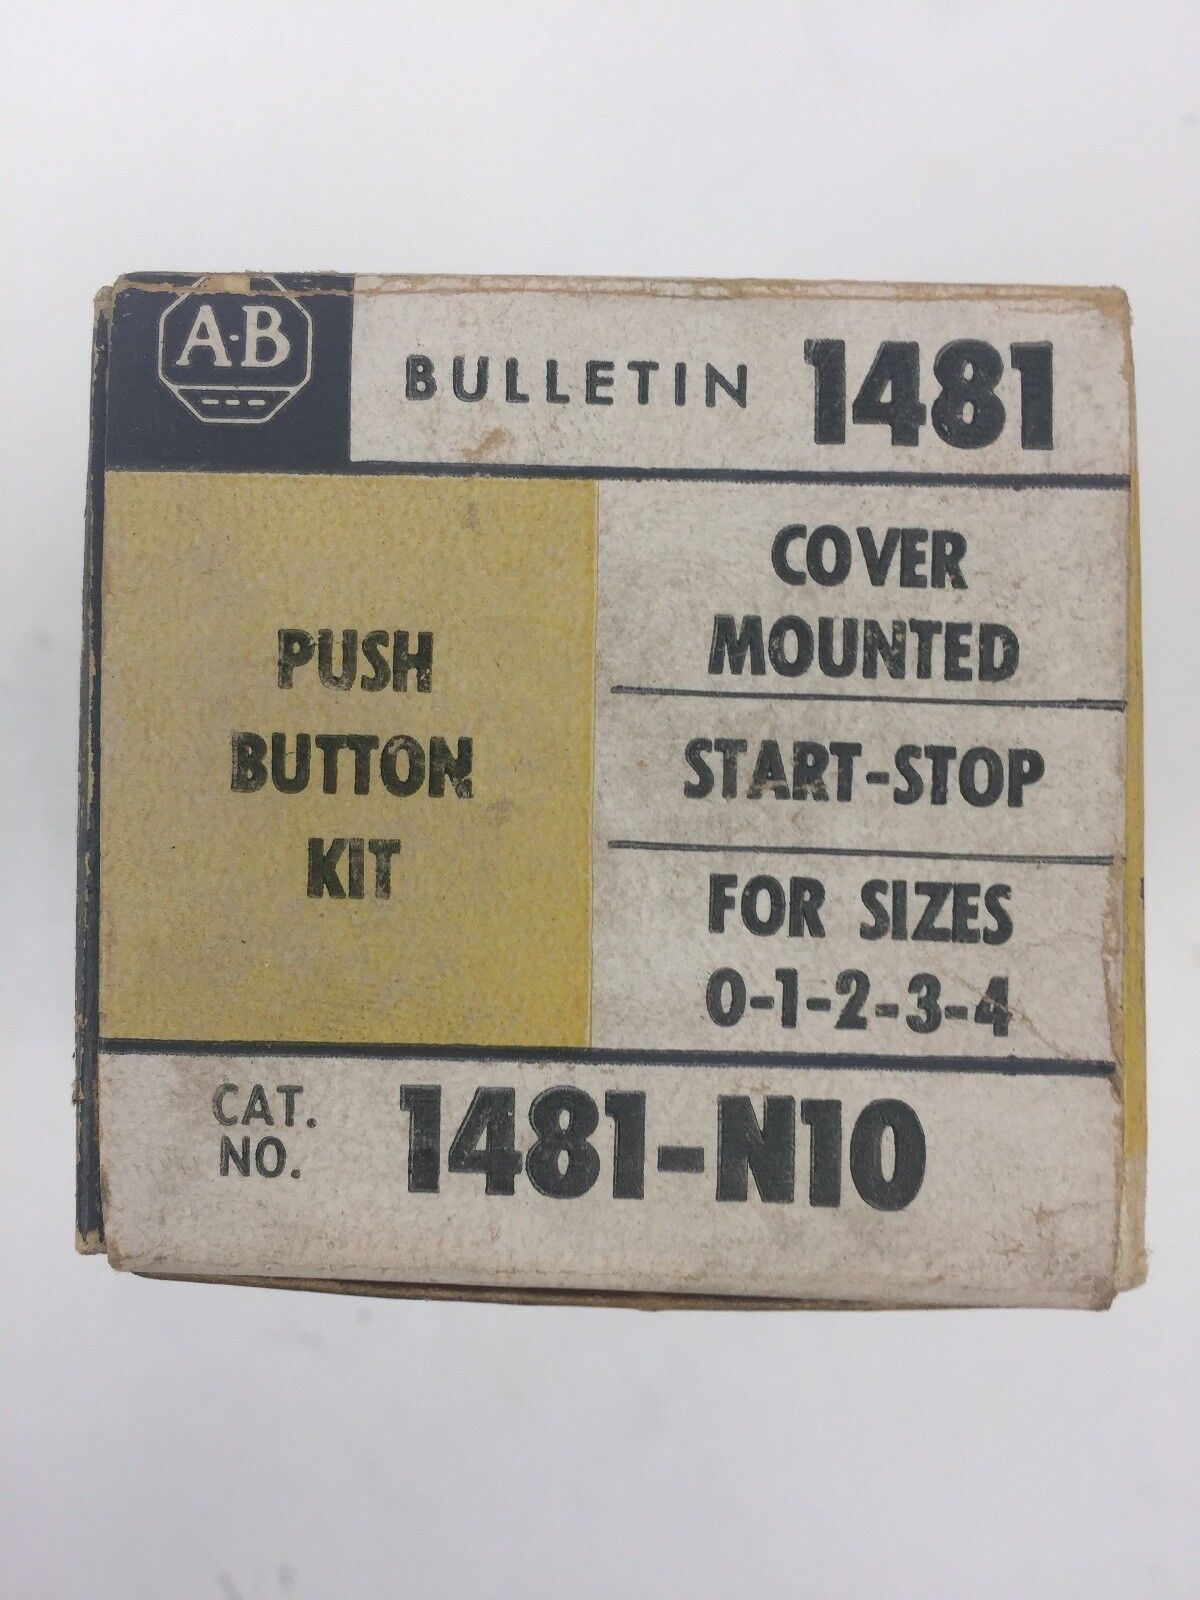 A·B
BULLETIN 1481
PUSH
BUTTON
KIT
COVER
MOUNTED
START-STOP
FOR SIZES
0-1-2-3-4
CAT.
NO. 1481-N10